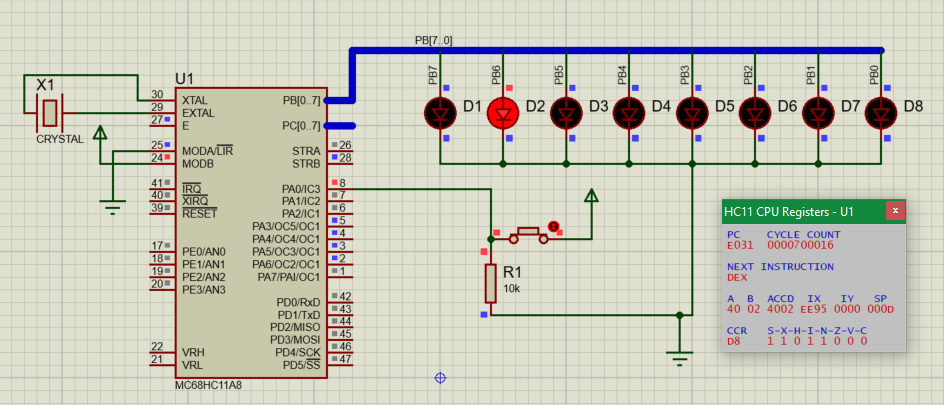 PB[7..0]
PB7
PB6
PB5
PB4
PB3
PB2
PB1
PB0
D1
D2
D3
D4
D5
D6
D7
D8
X1
CRYSTAL
U1
30 XTAL
29 EXTAL
27 E
25 MODA/LIR
24 MODB
41 IRQ
40 XIRQ
39 RESET
17 PE0/AN0
18 PE1/AN1
19 PE2/AN2
20 PE3/AN3
22 VRH
21 VRL
PB[0..7]
PC[0..7]
STRA 26
STRB 28
PA0/IC3 8
PA1/IC2 7
PA2/IC1 6
PA3/OC5/OC1 5
PA4/OC4/OC1 4
PA5/OC3/OC1 3
PA6/OC2/OC1 2
PA7/PAI/OC1 1
PD0/RxD 42
PD1/TxD 43
PD2/MISO 44
PD3/MOSI 45
PD4/SCK 46
PD5/SS 47
MC68HC11A8
R1
10k
HC11 CPU Registers - U1 x
PC CYCLE COUNT
E031 0000700016
NEXT INSTRUCTION
DEX
A B ACCD IX IY SP
40 02 4002 EE95 0000 000D
CCR S-X-H-I-N-Z-V-C
D8 1 1 0 1 1 0 0 0